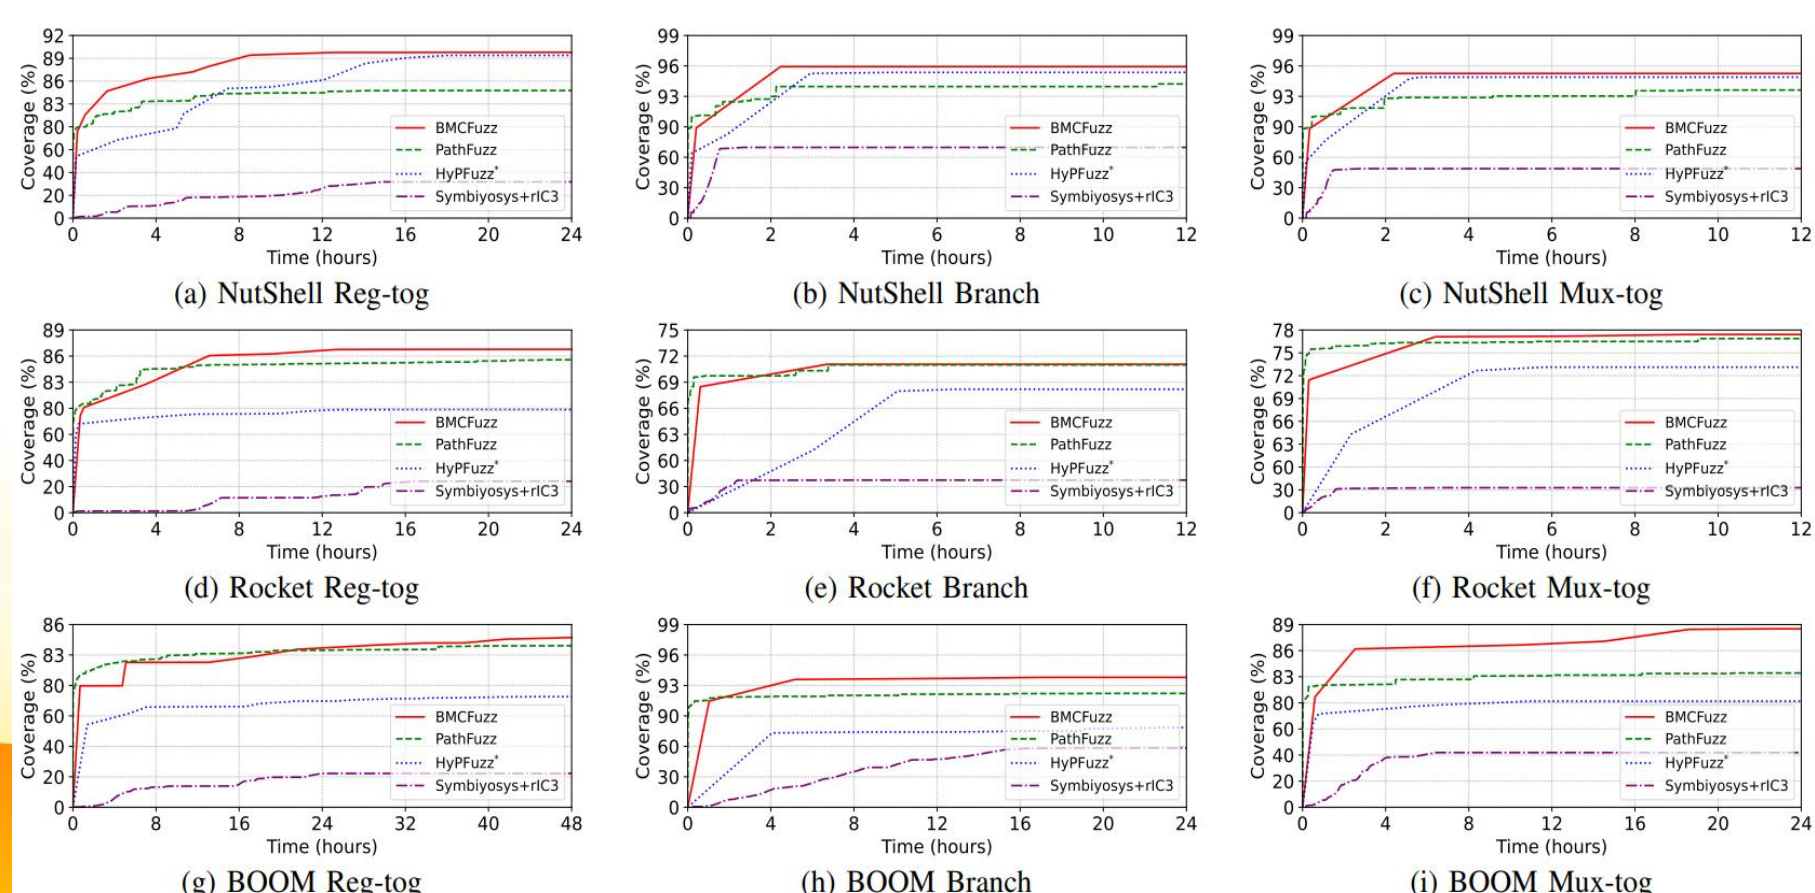 92
89
86
83
80
60
40
20
0
Coverage (%)
BMCFuzz
PathFuzz
HyPFuzz*
Symbiyosys+rIC3
0 4 8 12 16 20 24
Time (hours)
(a) NutShell Reg-tog
99
96
93
90
60
30
0
Coverage (%)
BMCFuzz
PathFuzz
HyPFuzz*
Symbiyosys+rIC3
0 2 4 6 8 10 12
Time (hours)
(b) NutShell Branch
99
96
93
90
60
30
0
Coverage (%)
BMCFuzz
PathFuzz
HyPFuzz*
Symbiyosys+rIC3
0 2 4 6 8 10 12
Time (hours)
(c) NutShell Mux-tog
89
86
83
80
60
40
20
0
Coverage (%)
BMCFuzz
PathFuzz
HyPFuzz*
Symbiyosys+rIC3
0 4 8 12 16 20 24
Time (hours)
(d) Rocket Reg-tog
75
72
69
66
63
60
30
0
Coverage (%)
BMCFuzz
PathFuzz
HyPFuzz*
Symbiyosys+rIC3
0 2 4 6 8 10 12
Time (hours)
(e) Rocket Branch
78
75
72
69
66
63
60
30
0
Coverage (%)
BMCFuzz
PathFuzz
HyPFuzz*
Symbiyosys+rIC3
0 2 4 6 8 10 12
Time (hours)
(f) Rocket Mux-tog
86
83
80
60
40
20
0
Coverage (%)
BMCFuzz
PathFuzz
HyPFuzz*
Symbiyosys+rIC3
0 8 16 24 32 40 48
Time (hours)
(g) BOOM Reg-tog
99
96
93
90
60
30
0
Coverage (%)
BMCFuzz
PathFuzz
HyPFuzz*
Symbiyosys+rIC3
0 4 8 12 16 20 24
Time (hours)
(h) BOOM Branch
89
86
83
80
60
40
20
0
Coverage (%)
BMCFuzz
PathFuzz
HyPFuzz*
Symbiyosys+rIC3
0 4 8 12 16 20 24
Time (hours)
(i) BOOM Mux-tog